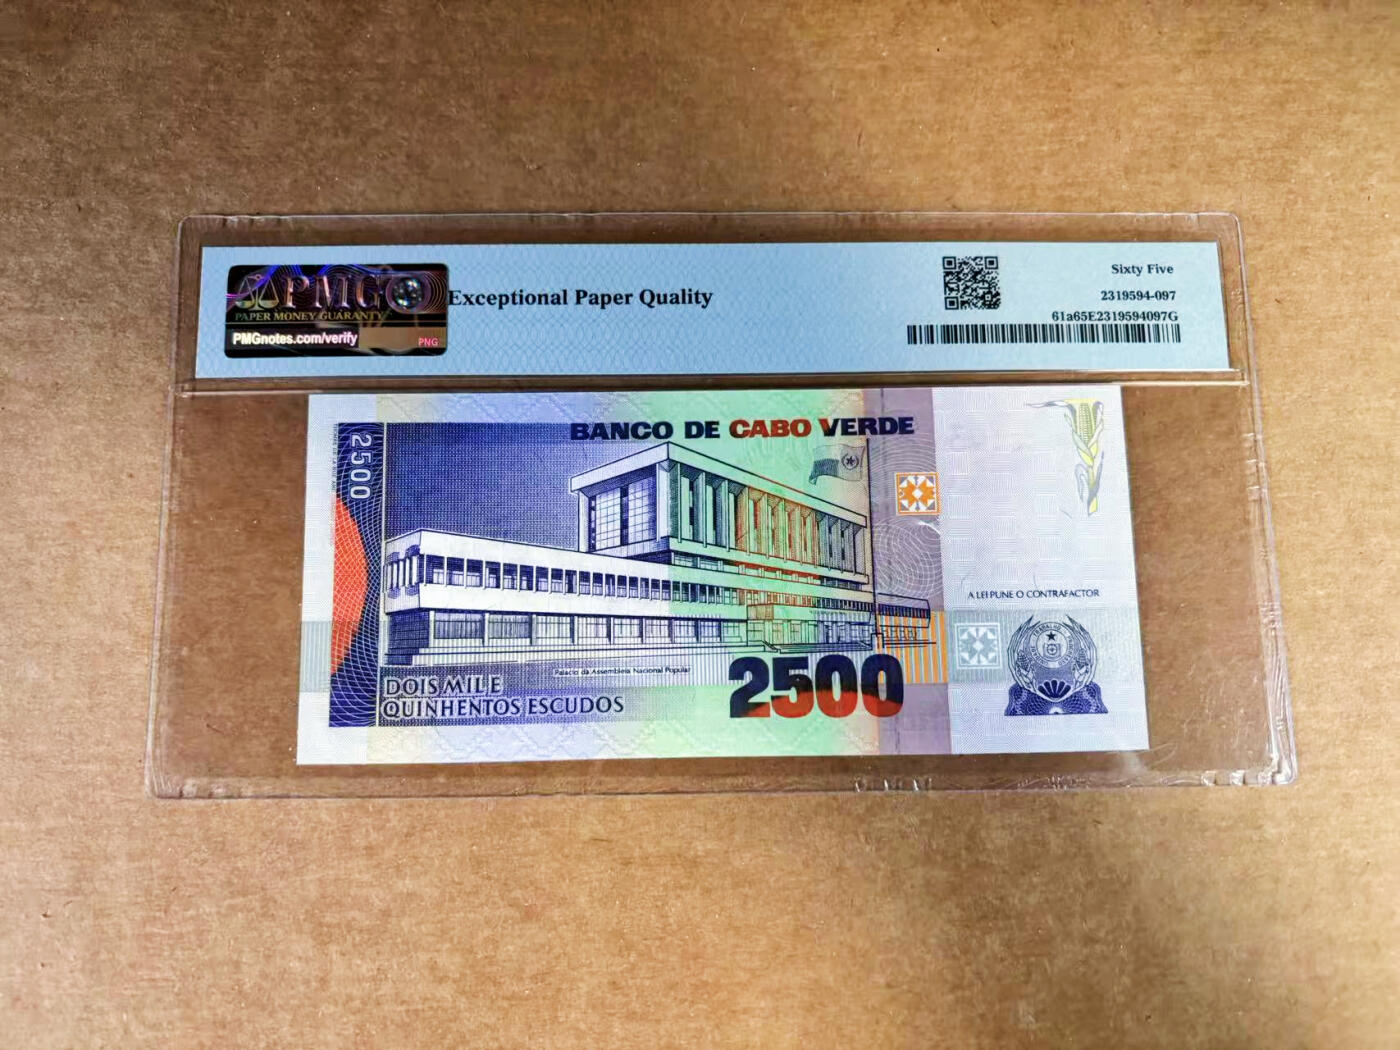 PMG
PAPER MONEY GUARANTY
PMGnotes.com/verify
PNG
Exceptional Paper Quality
Sixty Five
2319594-097
61a65E2319594097G
2500
BANCO DE CABO VERDE
A LEI PUNE O CONTRAFACTOR
Palacio da Assembleia Nacional Popular
DOIS MIL E
QUINHENTOS ESCUDOS
2500